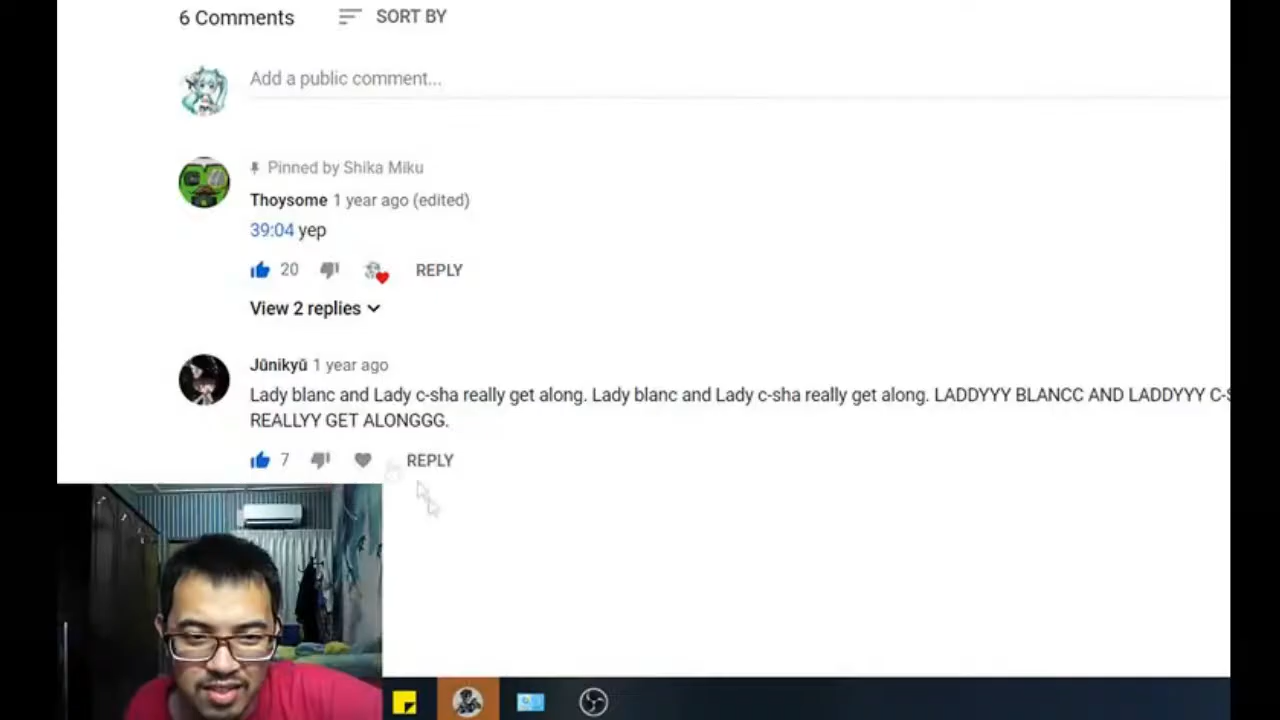 6 Comments SORT BY
Add a public comment...
Pinned by Shika Miku
Thoysome 1 year ago (edited)
39:04 yep
20 REPLY
View 2 replies
Jūnikyū 1 year ago
Lady blanc and Lady c-sha really get along. Lady blanc and Lady c-sha really get along. LADDYYY BLANCC AND LADDYYY
REALLYY GET ALONGGG.
7 REPLY